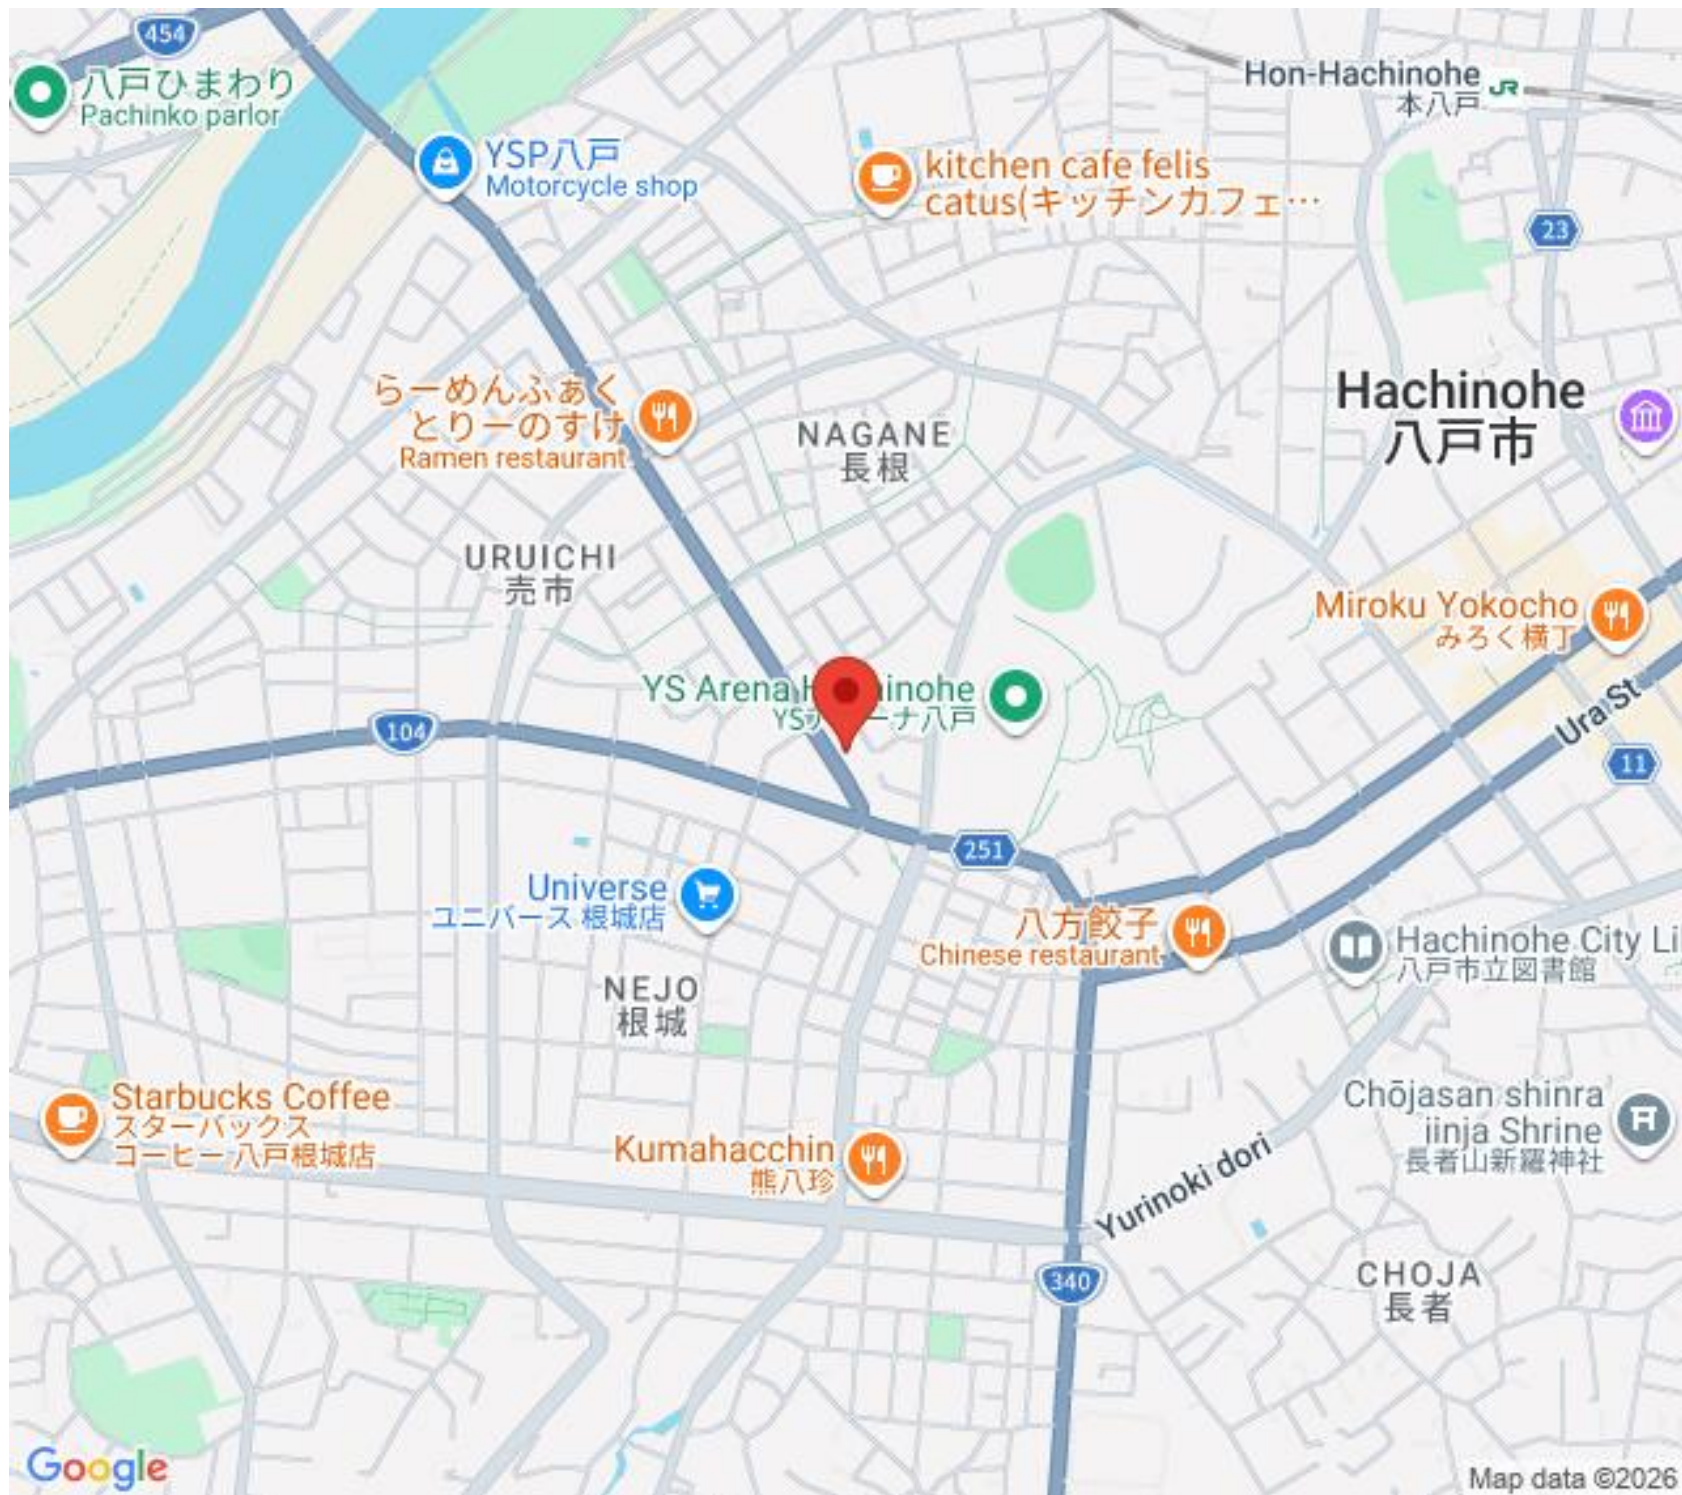 454
八戸ひまわり
Pachinko parlor
Hon-Hachinohe
本八戸
JR
YSP八戸
Motorcycle shop
kitchen cafe felis
catus(キッチンカフェ…
23
らーめんふぁく
とりーのすけ
Ramen restaurant
NAGANE
長根
Hachinohe
八戸市
URUICHI
売市
Miroku Yokocho
みろく横丁
YS Arena H inohe
YSア ーナ八戸
Ura St
104
11
251
Universe
ユニバース 根城店
八方餃子
Chinese restaurant
Hachinohe City Li
八戸市立図書館
NEJO
根城
Starbucks Coffee
スターバックス
コーヒー 八戸根城店
Kumahacchin
熊八珍
Chōjasan shinra
jinja Shrine
長者山新羅神社
Yurinoki dori
340
CHOJA
長者
Google
Map data ©2026